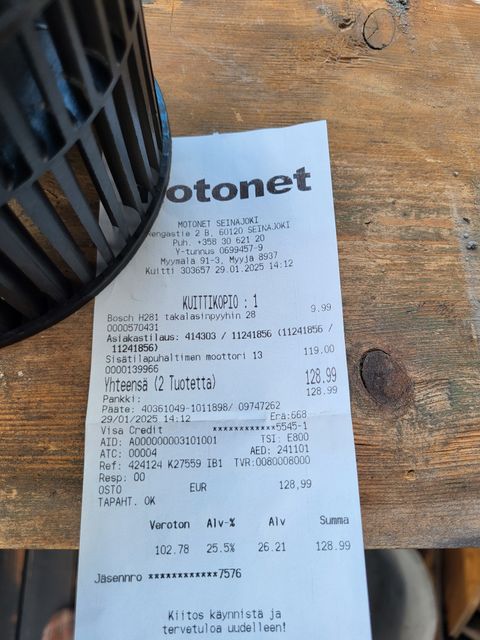 otonet
MOTONET SEINÄJOKI
engastie 2 B, 60120 SEINÄJOKI
Puh. +358 30 621 20
Y-tunnus 0699457-9
Myymälä 91-3, Myyjä 8937
Kuitti 303657 29.01.2025 14:12
KUITTIKOPIO : 1
Bosch H281 takalasinpyyhin 28 9.99
0000570431
Asiakastilaus: 414303 / 11241856 (11241856 /
11241856)
Sisätilapuhaltimen moottori 13 119.00
0000139966
Yhteensä (2 Tuotetta) 128.99
Pankki: 128.99
Pääte: 40361049-1011898/ 09747262
29/01/2025 14:12 Erä:668
Visa Credit ************5545-1
AID: A000000003101001 TSI: E800
ATC: 00004 AED: 241101
Ref: 424124 K27559 IB1 TVR:0080008000
Resp: 00
OSTO EUR 128,99
TAPAHT. OK
Veroton Alv-% Alv Summa
102.78 25.5% 26.21 128.99
Jäsennro ************7576
Kiitos käynnistä ja
tervetuloa uudelleen!